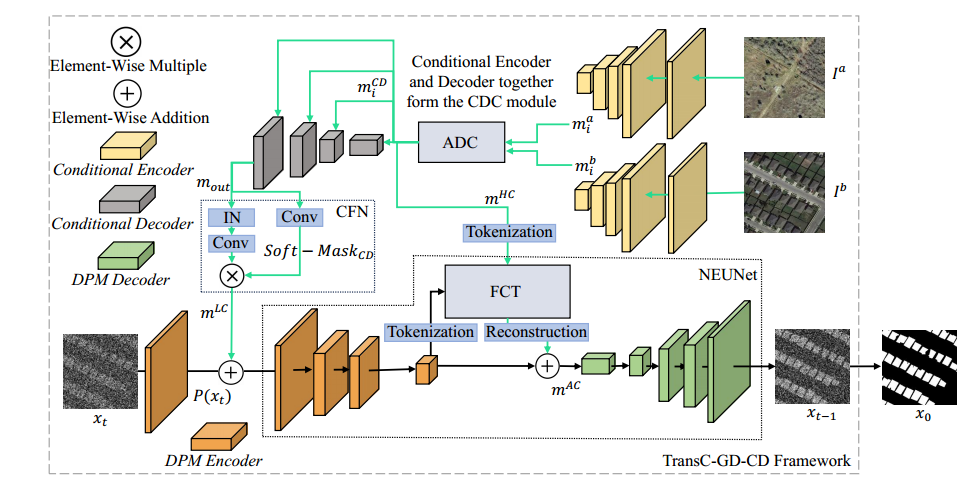 Element-Wise Multiple
Element-Wise Addition
Conditional Encoder
Conditional Decoder
DPM Decoder
m_i^{CD}
Conditional Encoder
and Decoder together
form the CDC module
ADC
m_i^a
m_i^b
I^a
I^b
m_{out}
IN
Conv
CFN
Conv
Soft-Mask_{CD}
m^{HC}
Tokenization
NEUNet
FCT
m^{LC}
Tokenization
Reconstruction
x_t
P(x_t)
m^{AC}
x_{t-1}
x_0
DPM Encoder
TransC-GD-CD Framework